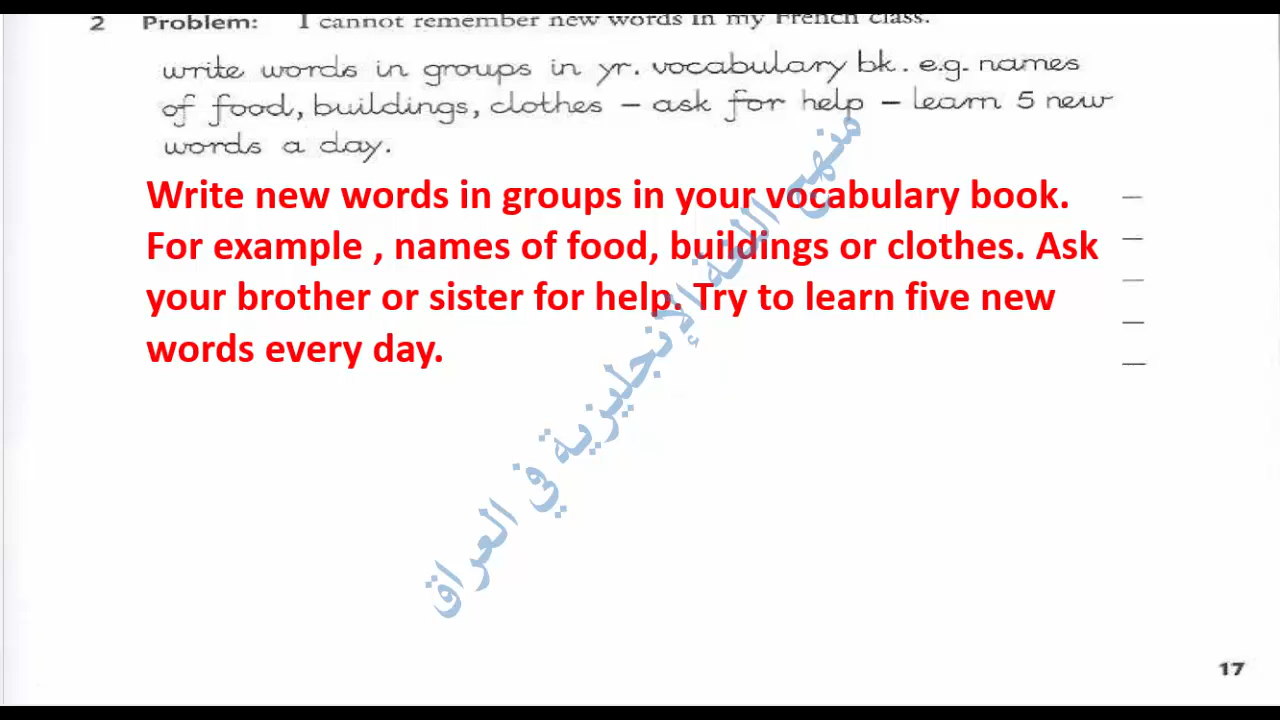 2 Problem: I cannot remember new words in my French class.
write words in groups in yr. vocabulary bk. e.g. names
of food, buildings, clothes – ask for help – learn 5 new
words a day.
Write new words in groups in your vocabulary book.
For example , names of food, buildings or clothes. Ask
your brother or sister for help. Try to learn five new
words every day.
منهج اللغة الإنجليزية في العراق
17